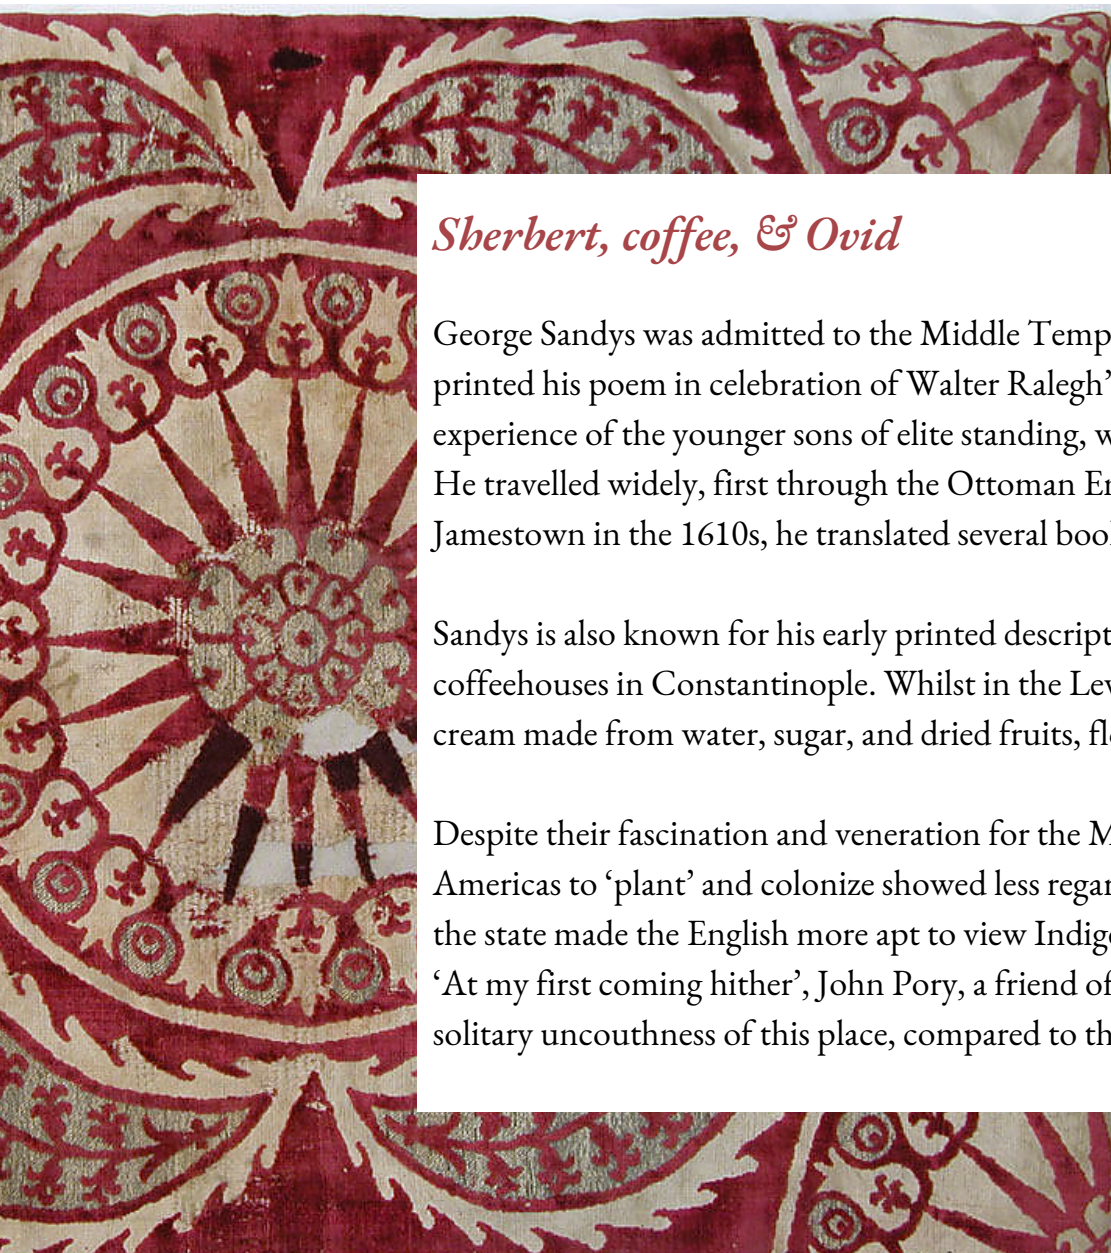 Sherbert, coffee, & Ovid
George Sandys was admitted to the Middle Temp
printed his poem in celebration of Walter Ralegh’
experience of the younger sons of elite standing, w
He travelled widely, first through the Ottoman
Jamestown in the 1610s, he translated several
Sandys is also known for his early printed descript
coffeehouses in Constantinople. Whilst in the
cream made from water, sugar, and dried fruits, fl
Despite their fascination and veneration for the
Americas to ‘plant’ and colonize showed less
the state made the English more apt to view Indig
‘At my first coming hither’, John Pory, a friend of
solitary uncouthness of this place, compared to th